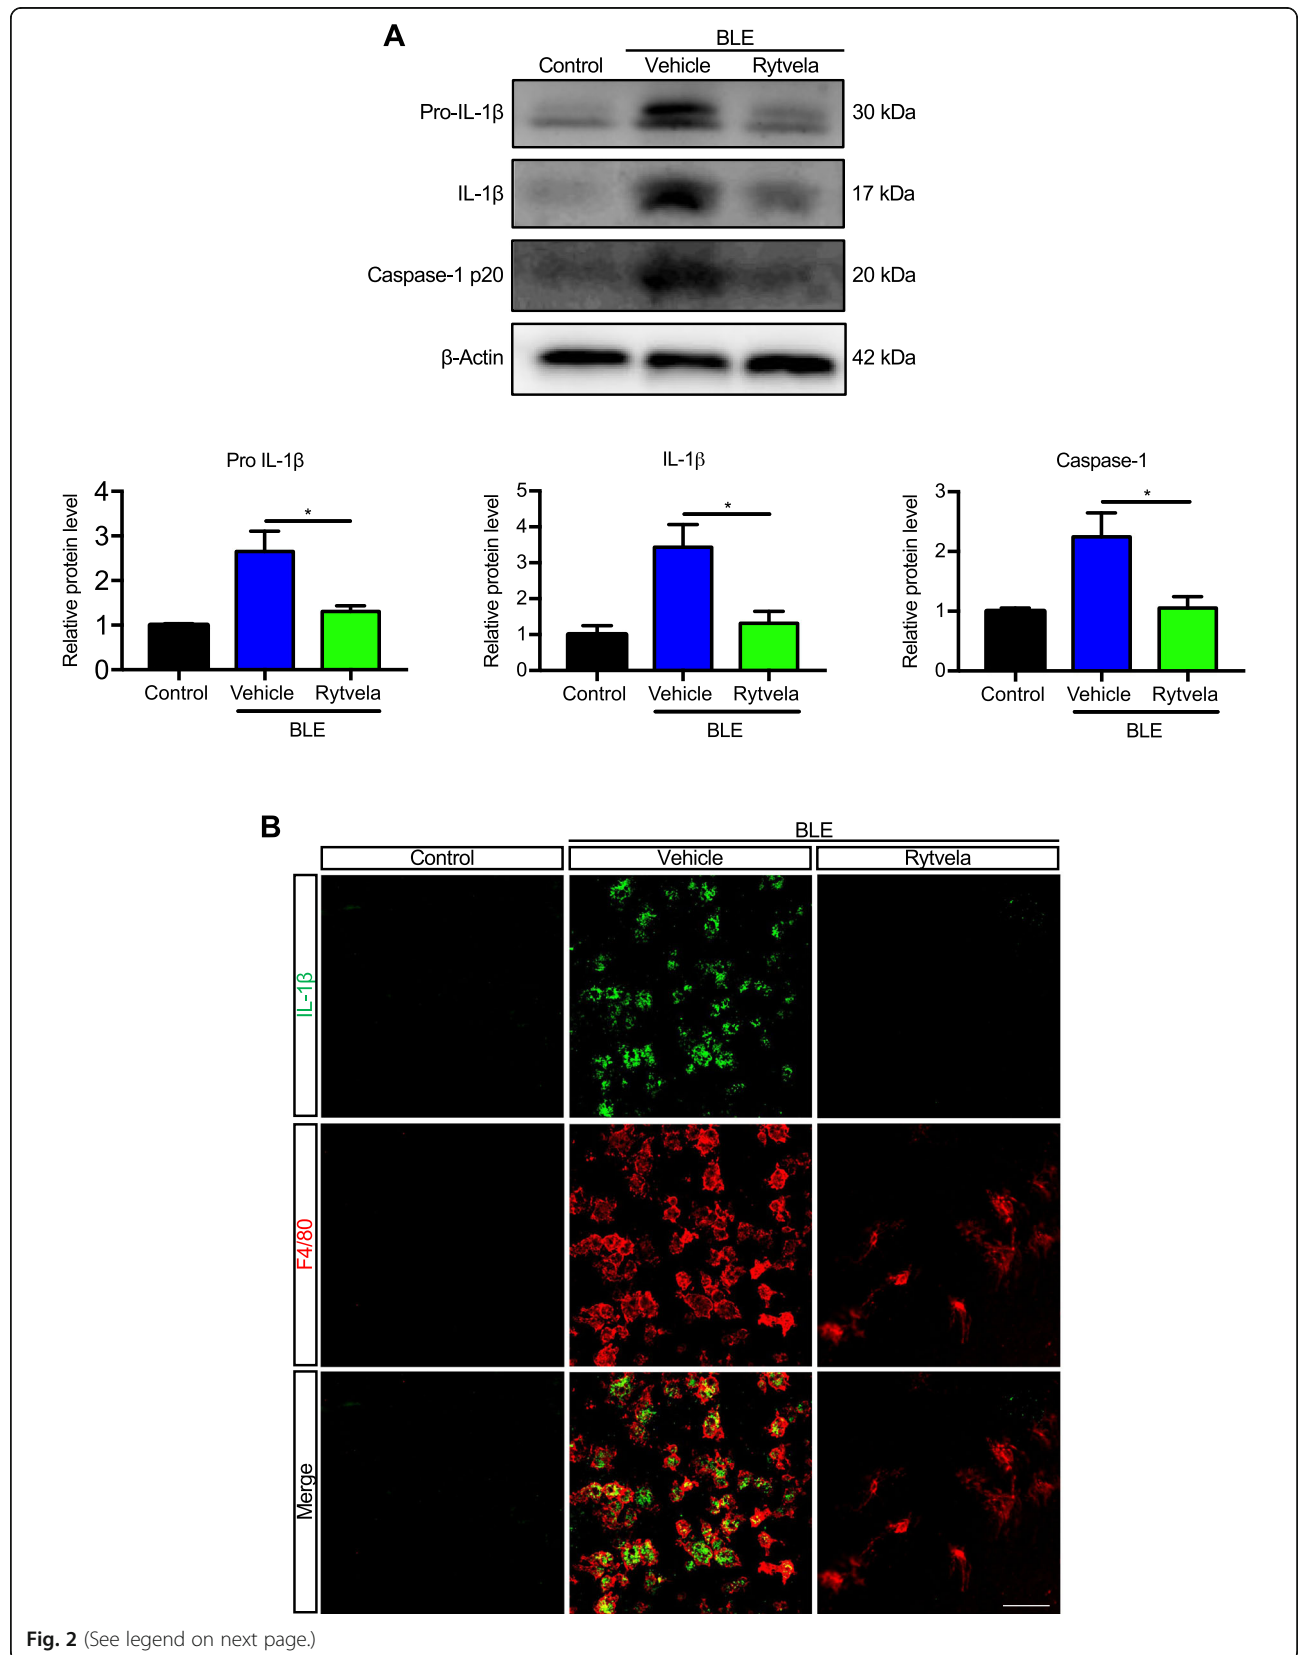 A
BLE
Control Vehicle Rytvela
Pro-IL-1β 30 kDa
IL-1β 17 kDa
Caspase-1 p20 20 kDa
β-Actin 42 kDa
Pro IL-1β
Relative protein level
4
3
2
1
0
*
Control Vehicle Rytvela
BLE
IL-1β
Relative protein level
5
4
3
2
1
0
*
Control Vehicle Rytvela
BLE
Caspase-1
Relative protein level
3
2
1
0
*
Control Vehicle Rytvela
BLE
B
BLE
Control Vehicle Rytvela
IL-1β
F4/80
Merge
Fig. 2 (See legend on next page.)